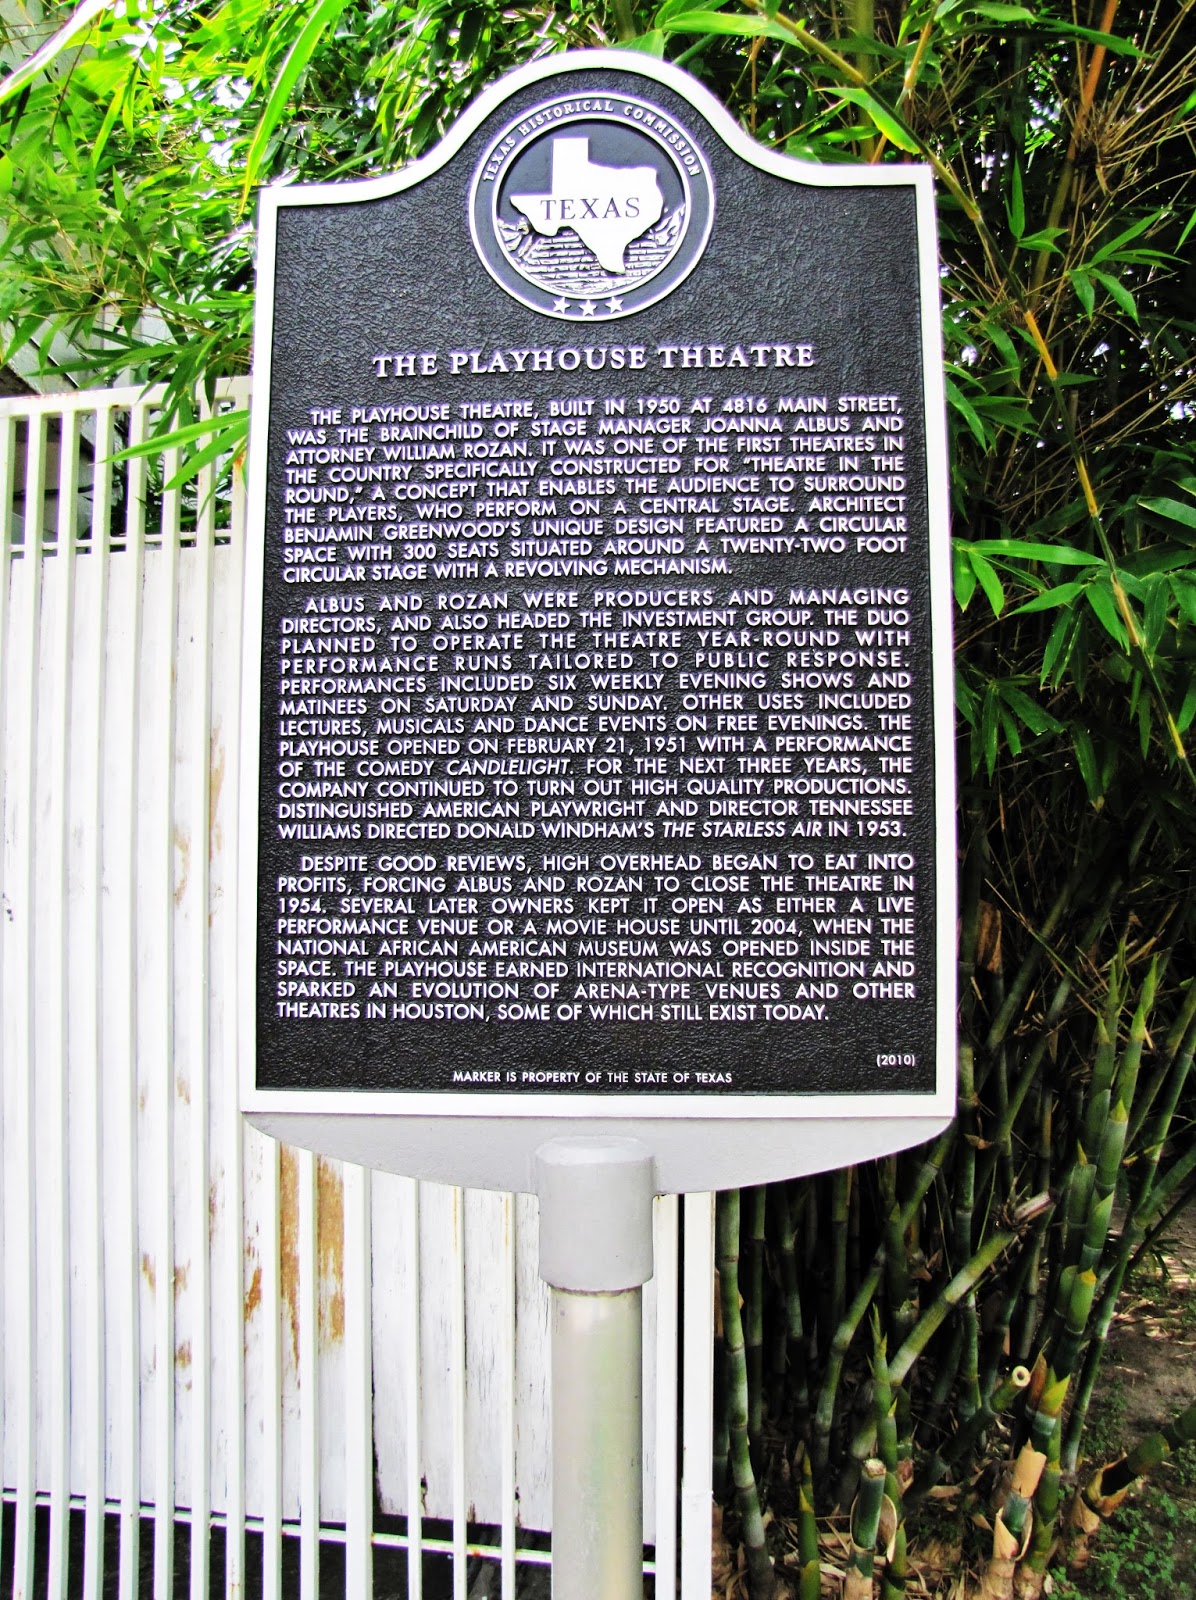 TEXAS HISTORICAL COMMISSION
TEXAS
THE PLAYHOUSE THEATRE
THE PLAYHOUSE THEATRE, BUILT IN 1950 AT 4816 MAIN STREET,
WAS THE BRAINCHILD OF STAGE MANAGER JOANNA ALBUS AND
ATTORNEY WILLIAM ROZAN. IT WAS ONE OF THE FIRST THEATRES IN
THE COUNTRY SPECIFICALLY CONSTRUCTED FOR "THEATRE IN THE
ROUND," A CONCEPT THAT ENABLES THE AUDIENCE TO SURROUND
THE PLAYERS, WHO PERFORM ON A CENTRAL STAGE. ARCHITECT
BENJAMIN GREENWOOD'S UNIQUE DESIGN FEATURED A CIRCULAR
SPACE WITH 300 SEATS SITUATED AROUND A TWENTY-TWO FOOT
CIRCULAR STAGE WITH A REVOLVING MECHANISM.
ALBUS AND ROZAN WERE PRODUCERS AND MANAGING
DIRECTORS, AND ALSO HEADED THE INVESTMENT GROUP. THE DUO
PLANNED TO OPERATE THE THEATRE YEAR-ROUND WITH
PERFORMANCE RUNS TAILORED TO PUBLIC RESPONSE.
PERFORMANCES INCLUDED SIX WEEKLY EVENING SHOWS AND
MATINEES ON SATURDAY AND SUNDAY. OTHER USES INCLUDED
LECTURES, MUSICALS AND DANCE EVENTS ON FREE EVENINGS. THE
PLAYHOUSE OPENED ON FEBRUARY 21, 1951 WITH A PERFORMANCE
OF THE COMEDY CANDLELIGHT. FOR THE NEXT THREE YEARS, THE
COMPANY CONTINUED TO TURN OUT HIGH QUALITY PRODUCTIONS.
DISTINGUISHED AMERICAN PLAYWRIGHT AND DIRECTOR TENNESSEE
WILLIAMS DIRECTED DONALD WINDHAM'S THE STARLESS AIR IN 1953.
DESPITE GOOD REVIEWS, HIGH OVERHEAD BEGAN TO EAT INTO
PROFITS, FORCING ALBUS AND ROZAN TO CLOSE THE THEATRE IN
1954. SEVERAL LATER OWNERS KEPT IT OPEN AS EITHER A LIVE
PERFORMANCE VENUE OR A MOVIE HOUSE UNTIL 2004, WHEN THE
NATIONAL AFRICAN AMERICAN MUSEUM WAS OPENED INSIDE THE
SPACE. THE PLAYHOUSE EARNED INTERNATIONAL RECOGNITION AND
SPARKED AN EVOLUTION OF ARENA-TYPE VENUES AND OTHER
THEATRES IN HOUSTON, SOME OF WHICH STILL EXIST TODAY.
(2010)
MARKER IS PROPERTY OF THE STATE OF TEXAS